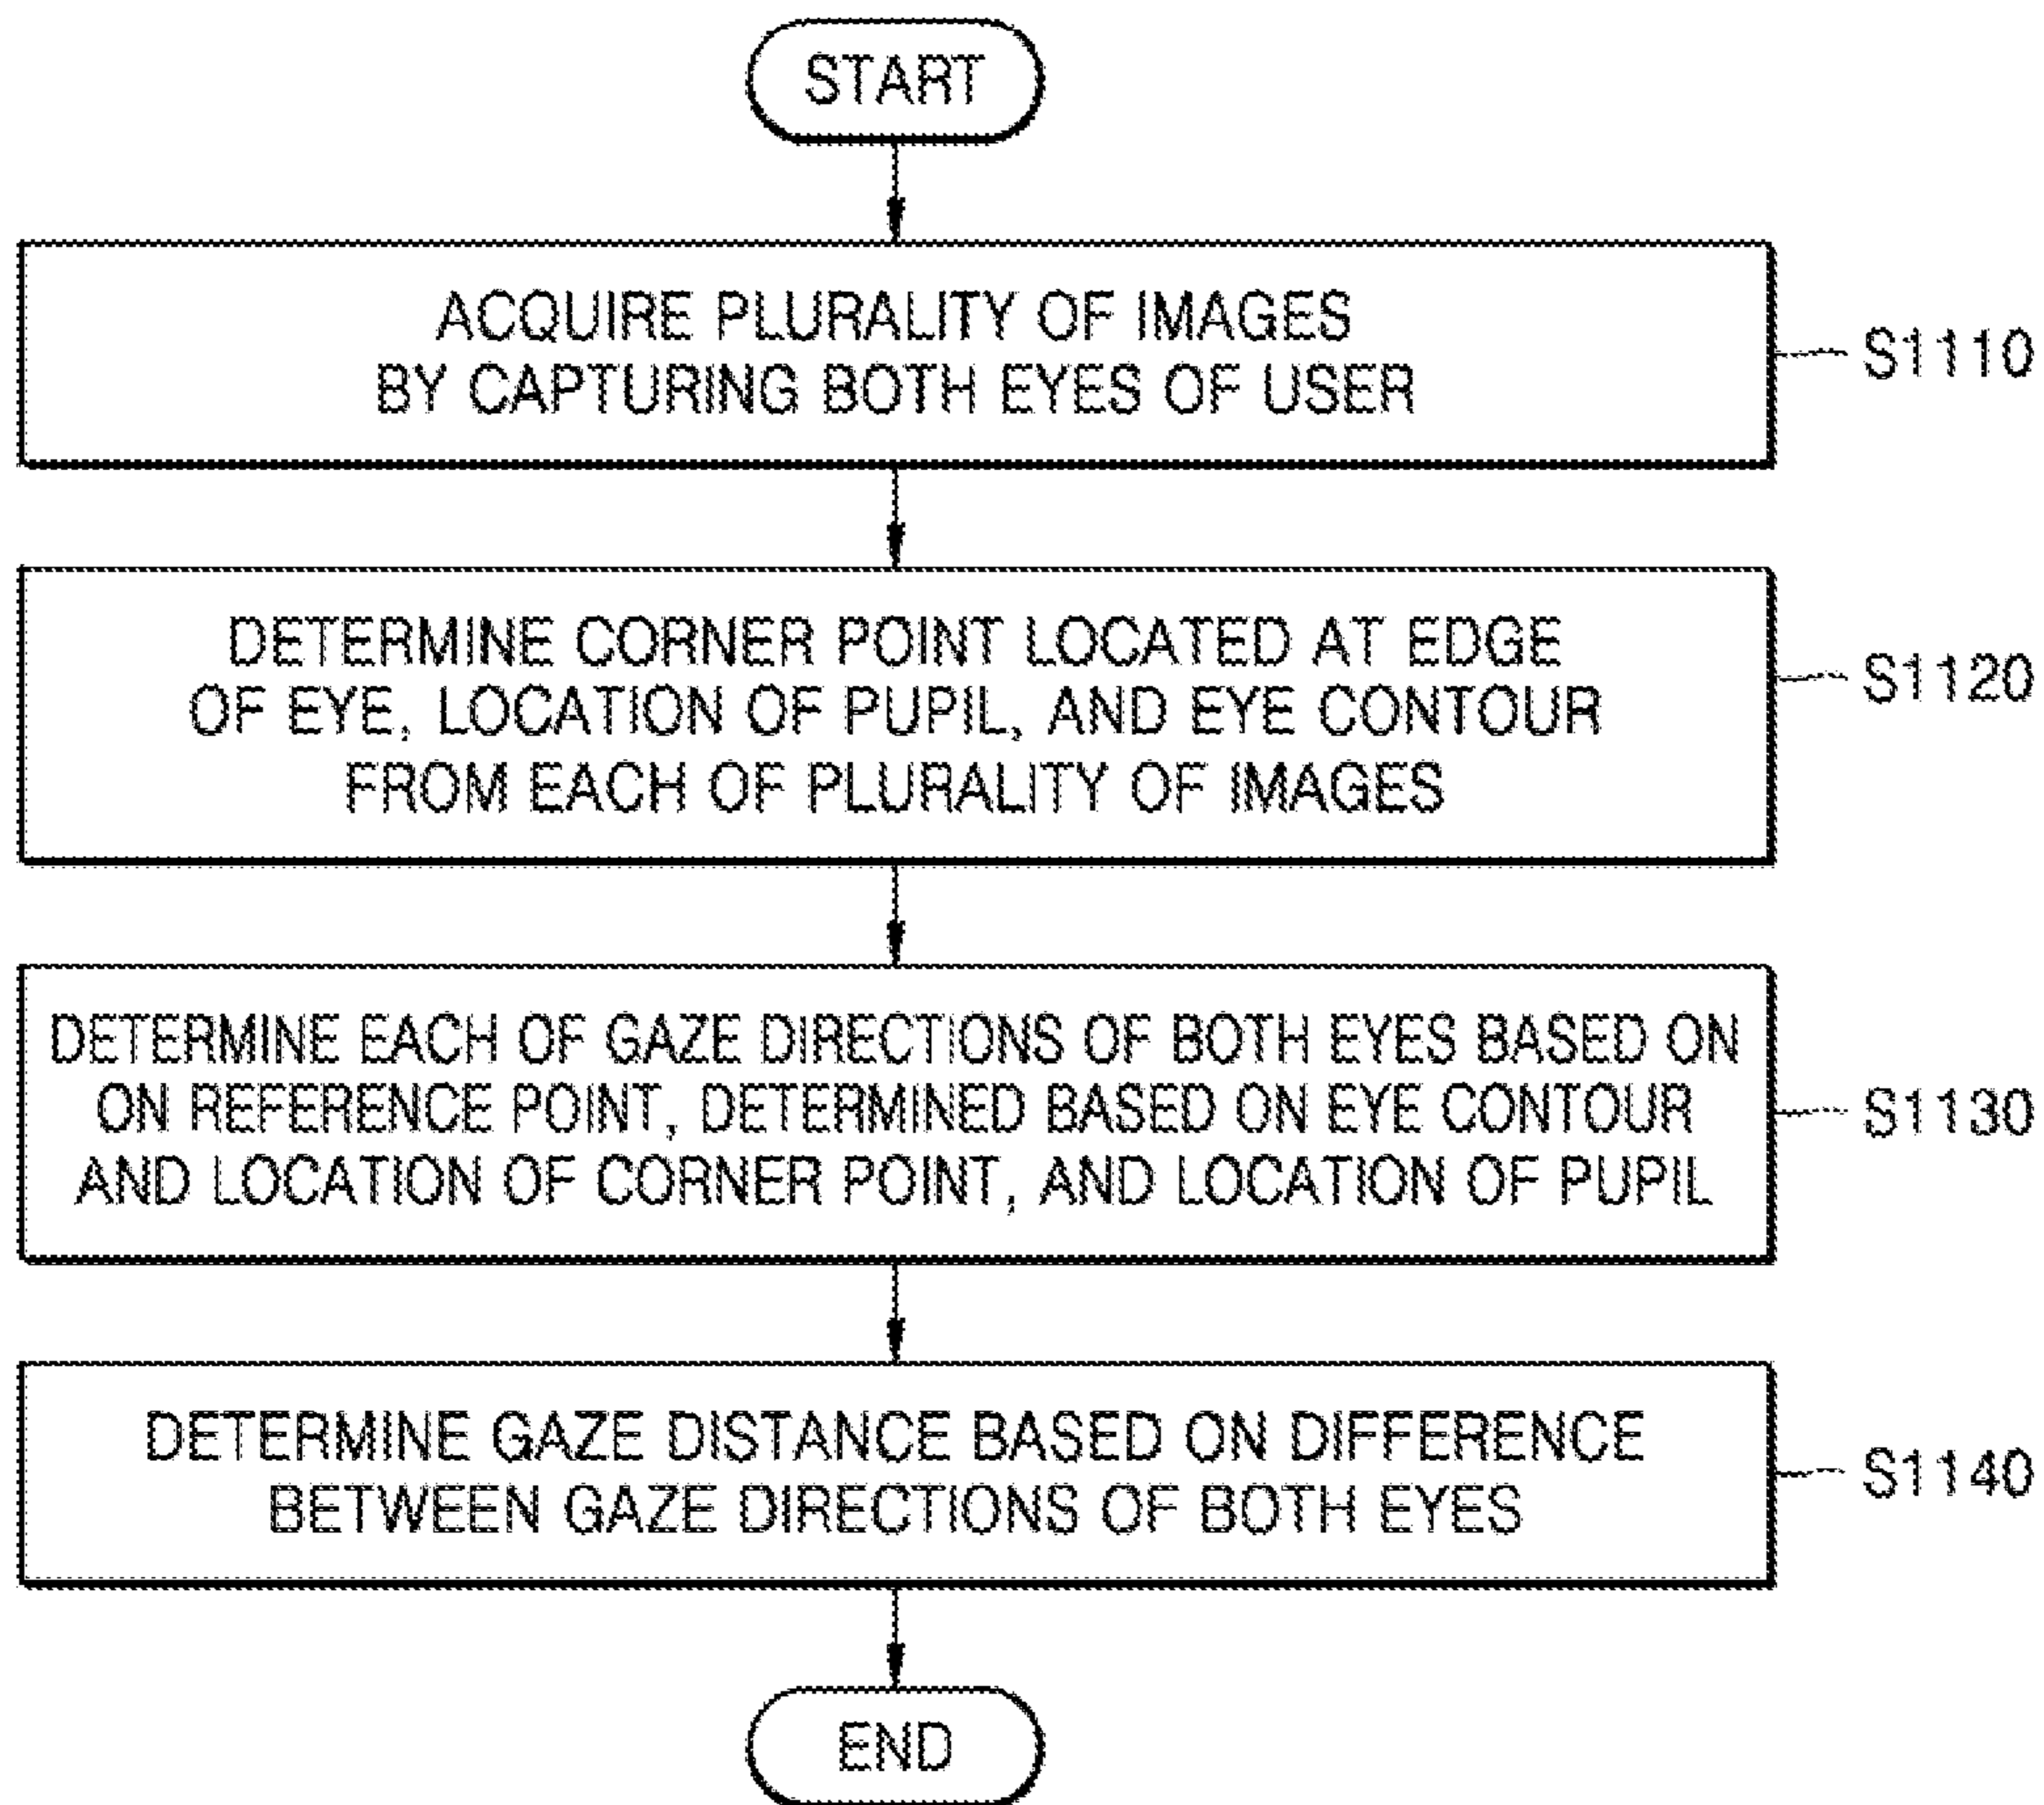 START
ACQUIRE PLURALITY OF IMAGES
BY CAPTURING BOTH EYES OF USER
S1110
DETERMINE CORNER POINT LOCATED AT EDGE
OF EYE, LOCATION OF PUPIL, AND EYE CONTOUR
FROM EACH OF PLURALITY OF IMAGES
S1120
DETERMINE EACH OF GAZE DIRECTIONS OF BOTH EYES BASED ON
ON REFERENCE POINT, DETERMINED BASED ON EYE CONTOUR
AND LOCATION OF CORNER POINT, AND LOCATION OF PUPIL
S1130
DETERMINE GAZE DISTANCE BASED ON DIFFERENCE
BETWEEN GAZE DIRECTIONS OF BOTH EYES
S1140
END